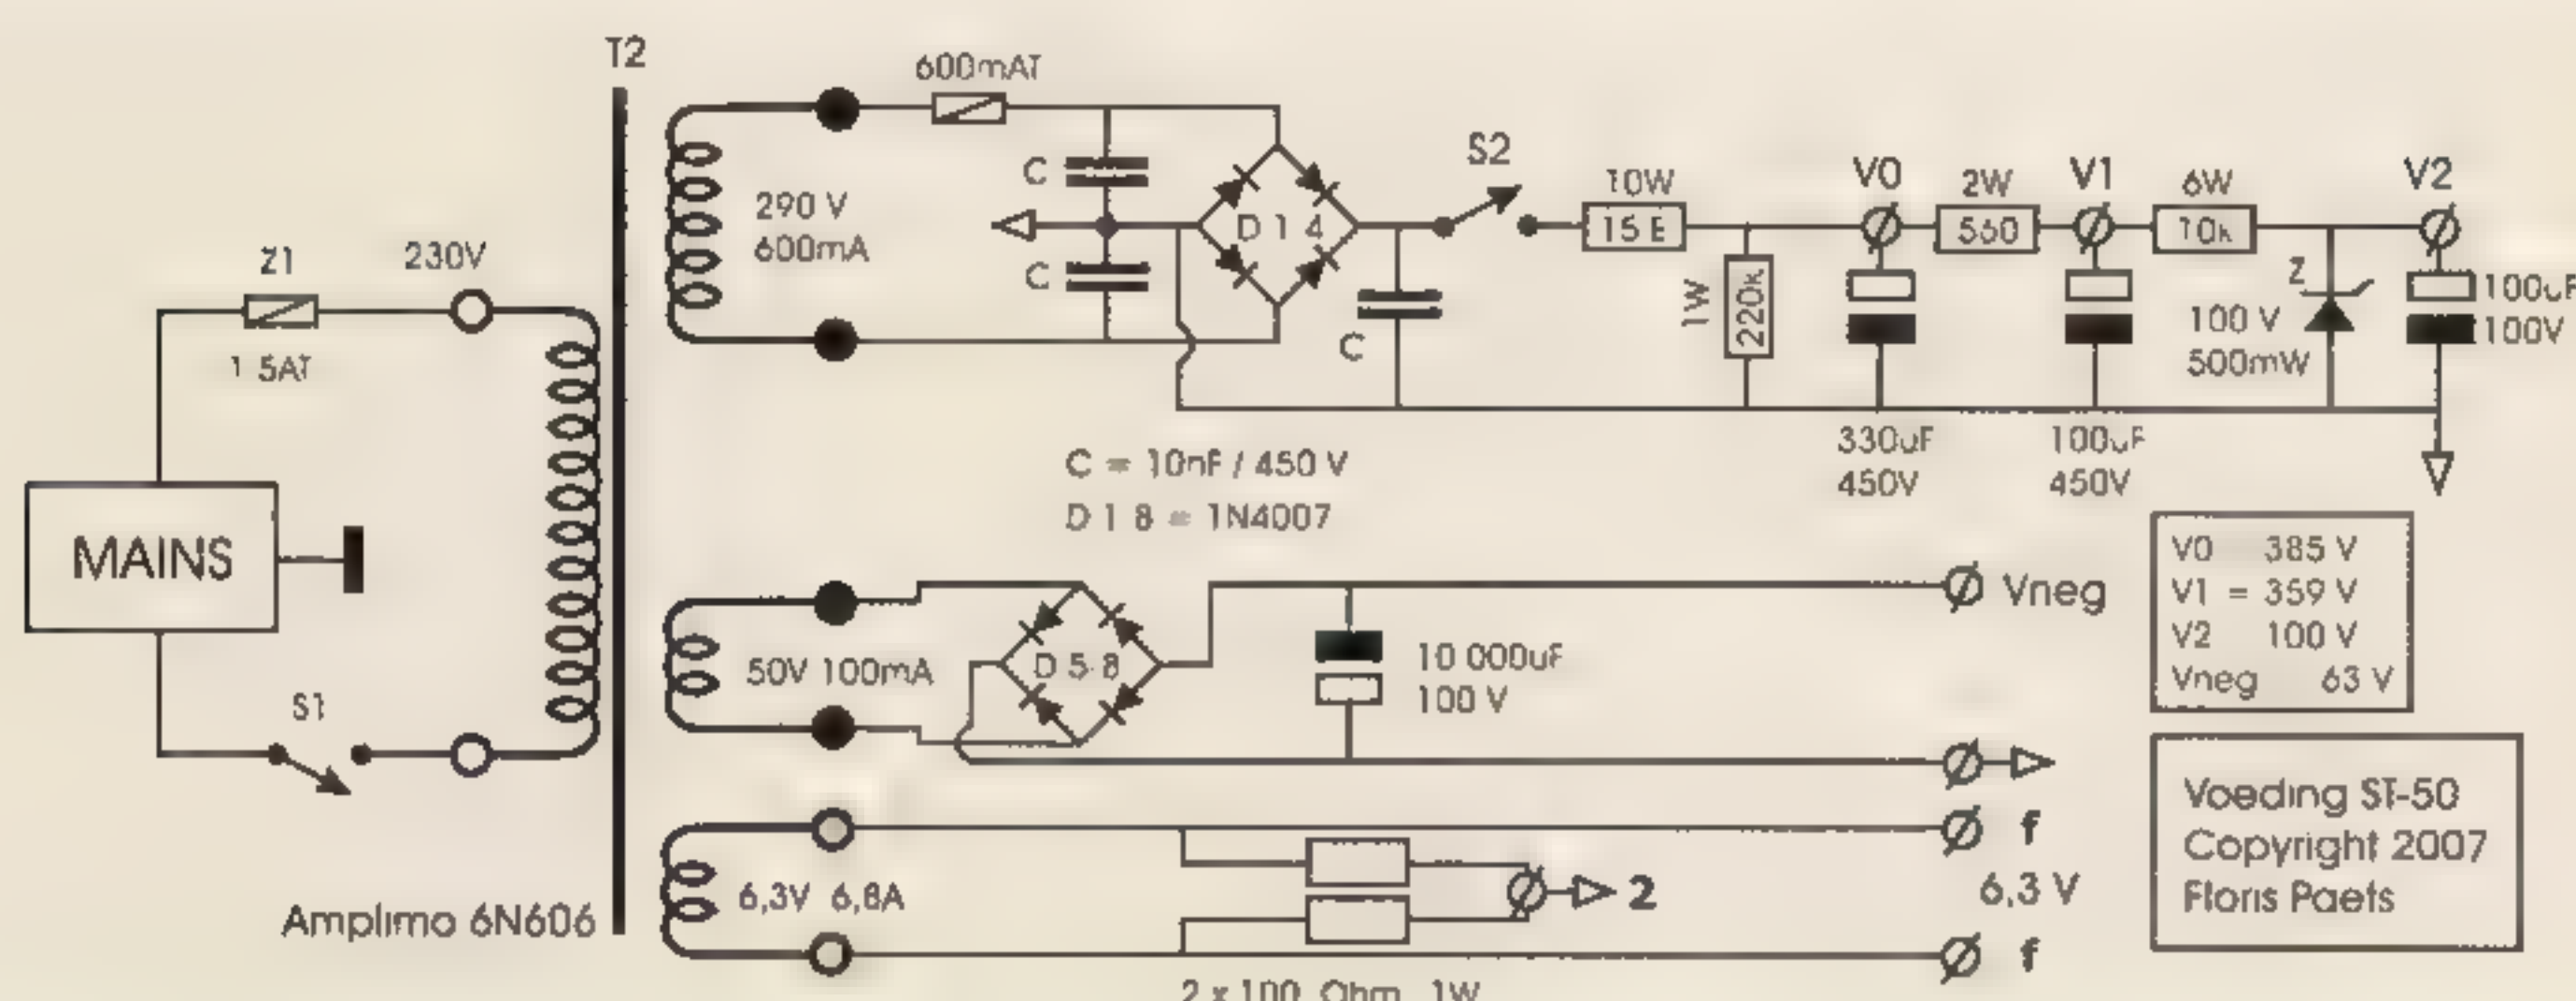 T2
600mAT
Z1
230V
1 5AT
MAINS
S1
Amplimo 6N606
290 V
600mA
C
C
D 1 4
S2
C
10W
15 E
1W
220k
V0
2W
560
V1
6W
10k
V2
Z
100 V
500mW
100uF
100V
330uF
450V
100uF
450V
C = 10nF / 450 V
D 1 8 = 1N4007
50V 100mA
D 5-8
10 000uF
100 V
Vneg
V0 385 V
V1 = 359 V
V2 100 V
Vneg 63 V
6,3V 6,8A
2
f
6,3 V
f
2 x 100 Ohm 1W
Voeding ST-50
Copyright 2007
Floris Paets